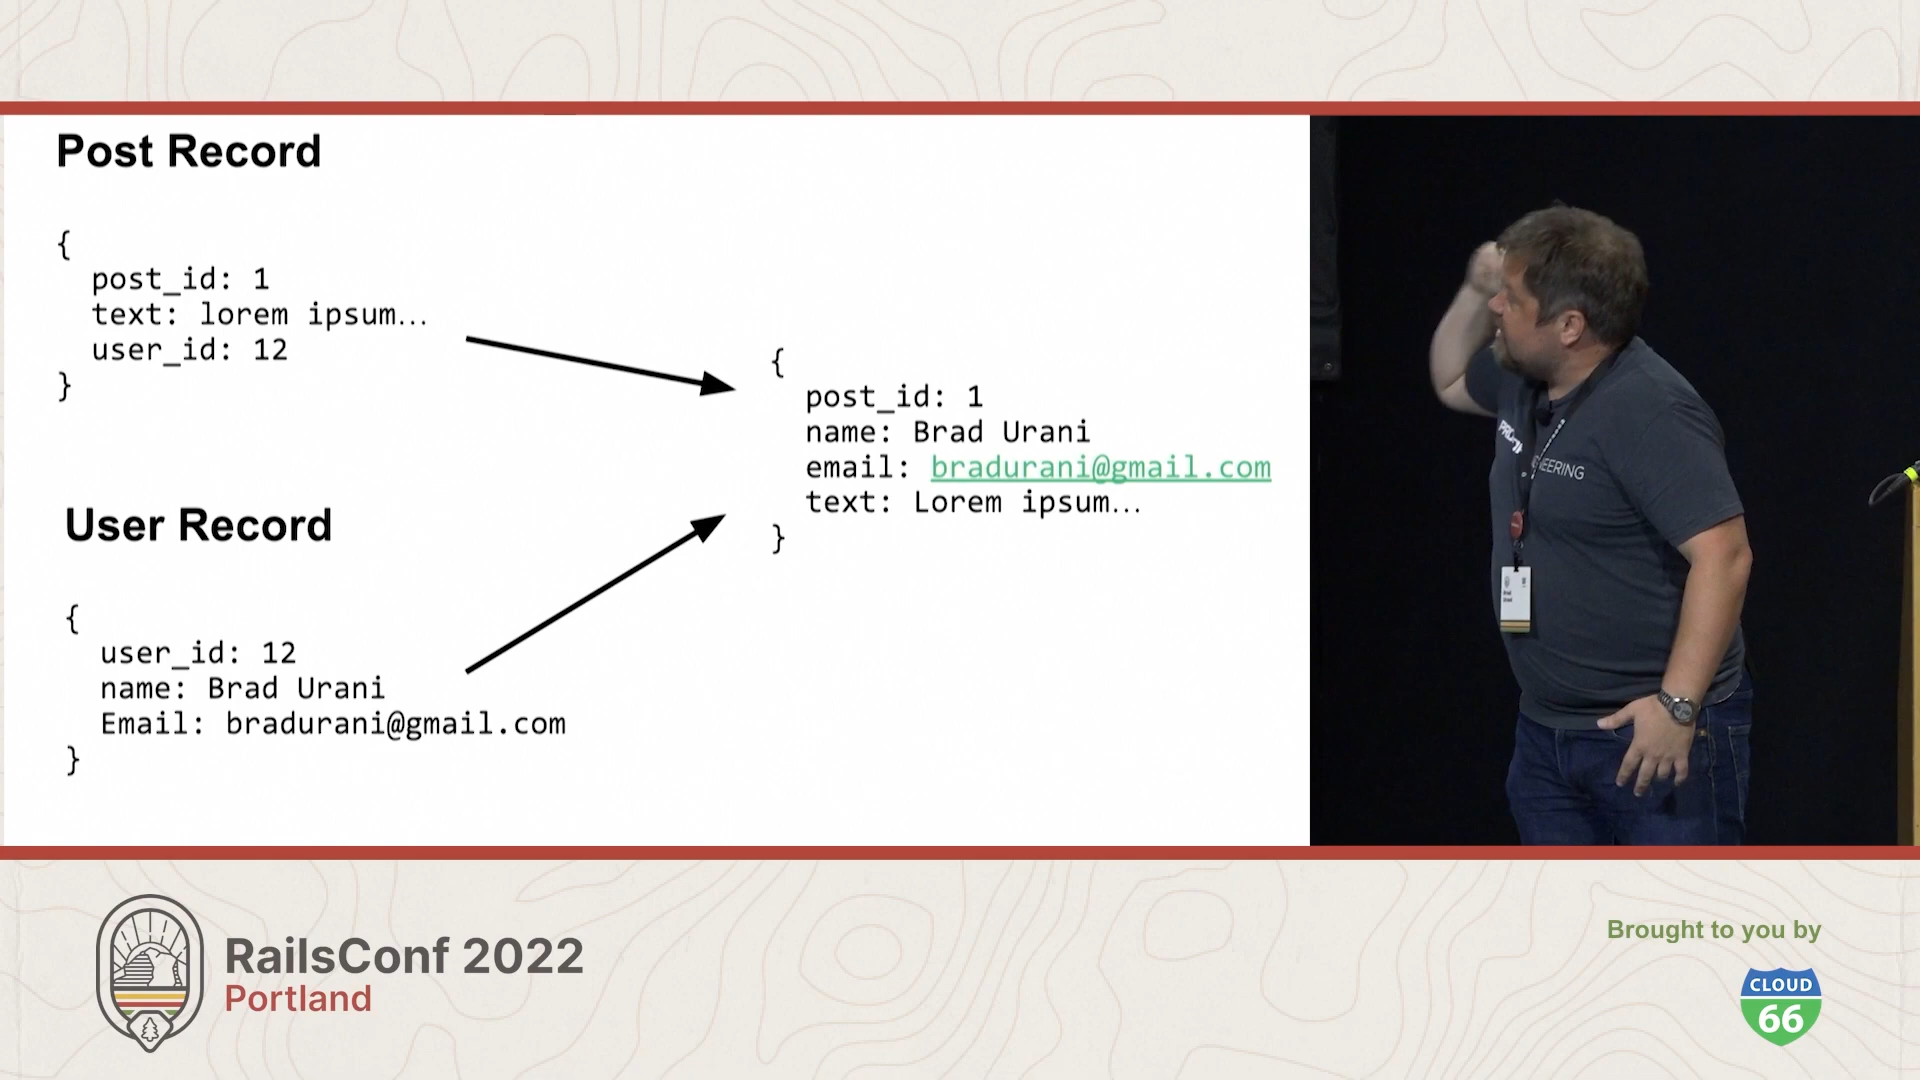 Post Record
{
post_id: 1
text: lorem ipsum…
user_id: 12
}
User Record
{
user_id: 12
name: Brad Urani
Email: bradurani@gmail.com
}
{
post_id: 1
name: Brad Urani
email: bradurani@gmail.com
text: Lorem ipsum…
}
RailsConf 2022
Portland
Brought to you by
CLOUD
66